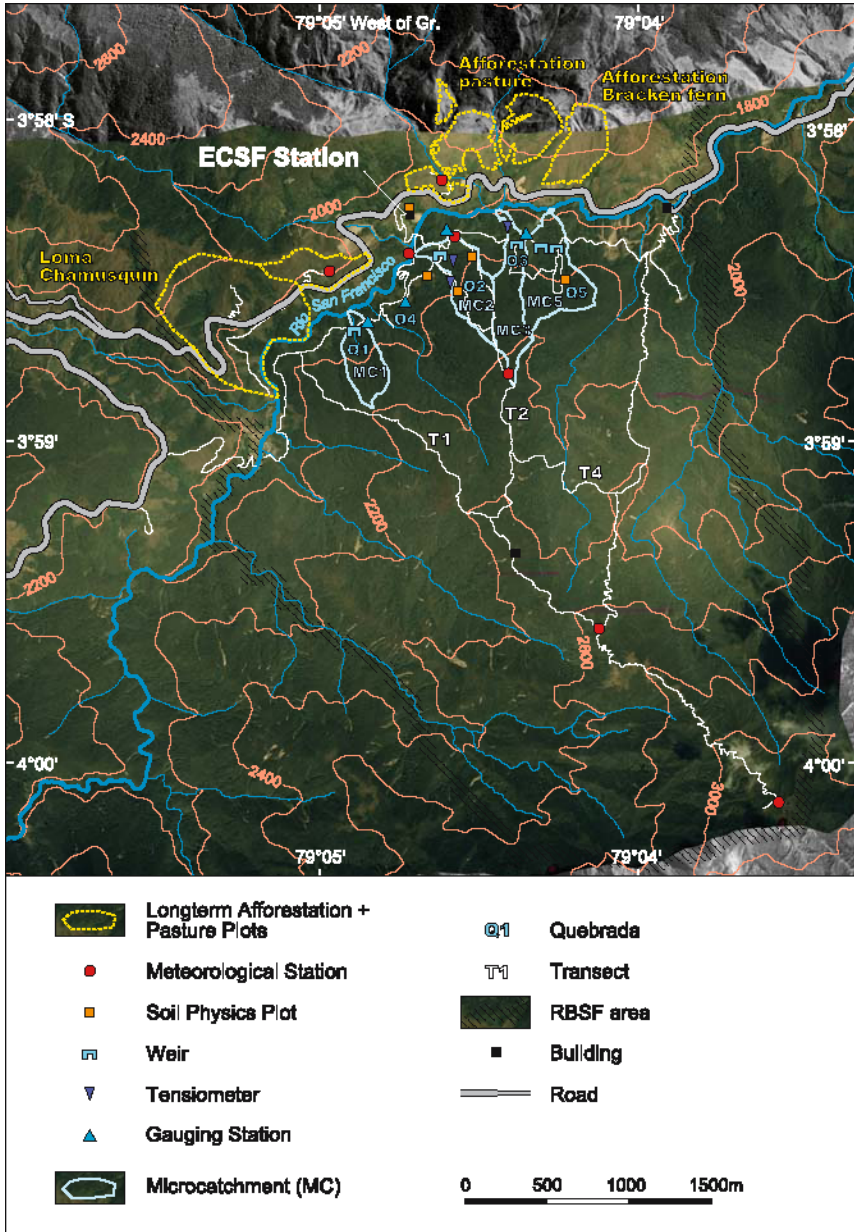 79°05' West of Gr.
79°04'
2600
2200
Afforestation
pasture
Afforestation
Bracken fern
1800
3°58' S
3°58'
2400
ECSF Station
2000
Loma
Chamusquin
Rio San Francisco
2000
Q3
Q2
MC2
MC5
Q5
Q4
MC3
Q1
MC1
T1
T2
3°59'
3°59'
T4
2200
2200
2600
4°00'
4°00'
2400
3000
79°05'
79°04'
Longterm Afforestation +
Pasture Plots
Meteorological Station
Soil Physics Plot
Weir
Tensiometer
Gauging Station
Microcatchment (MC)
Q1 Quebrada
T1 Transect
RBSF area
Building
Road
0 500 1000 1500m